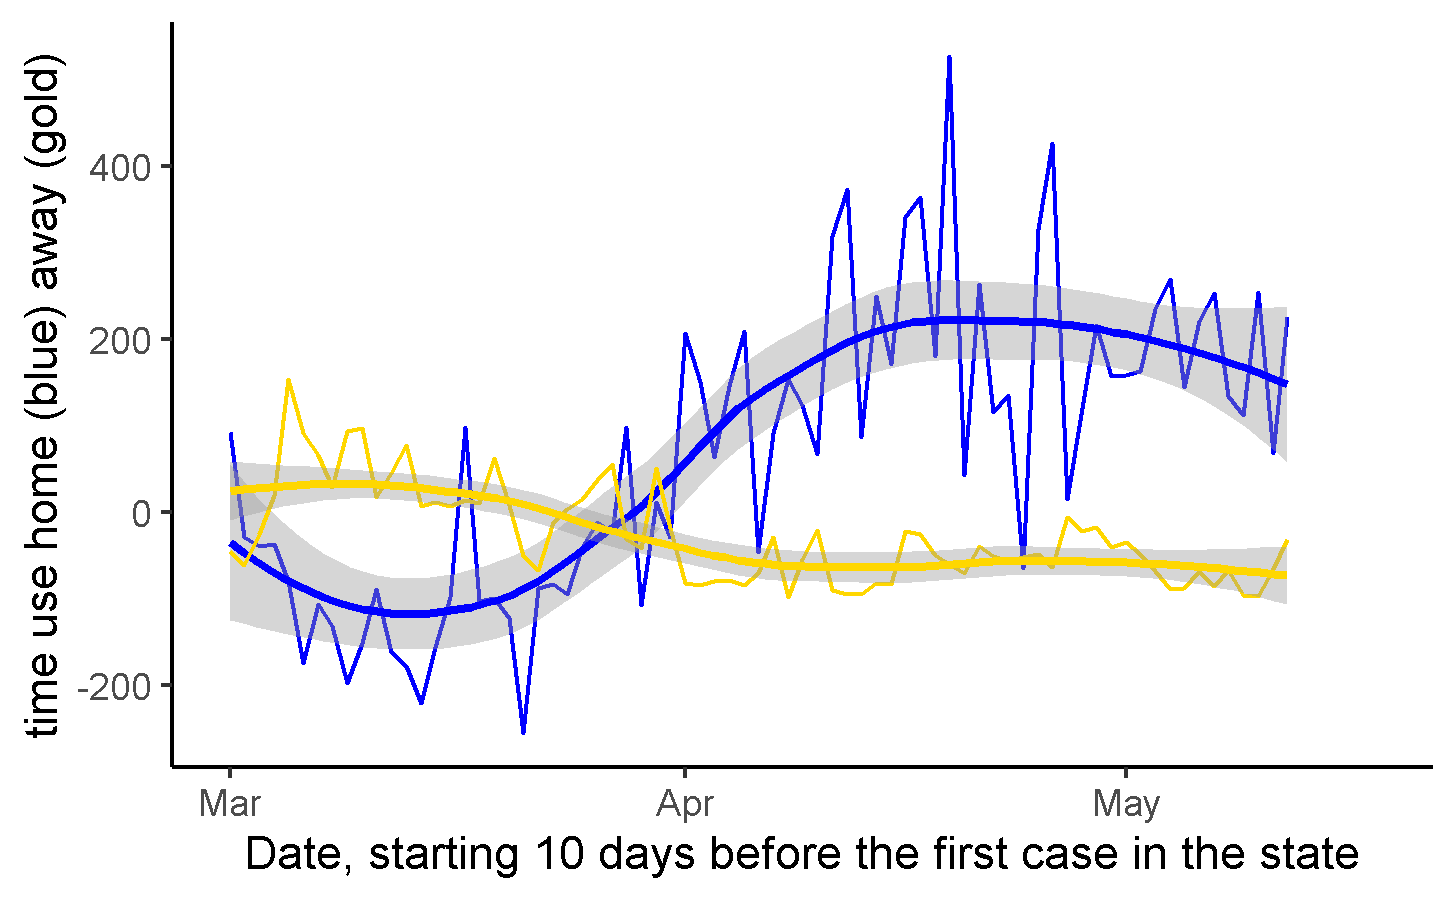 time use home (blue) away (gold)
400
200
0
-200
Mar
Apr
May
Date, starting 10 days before the first case in the state